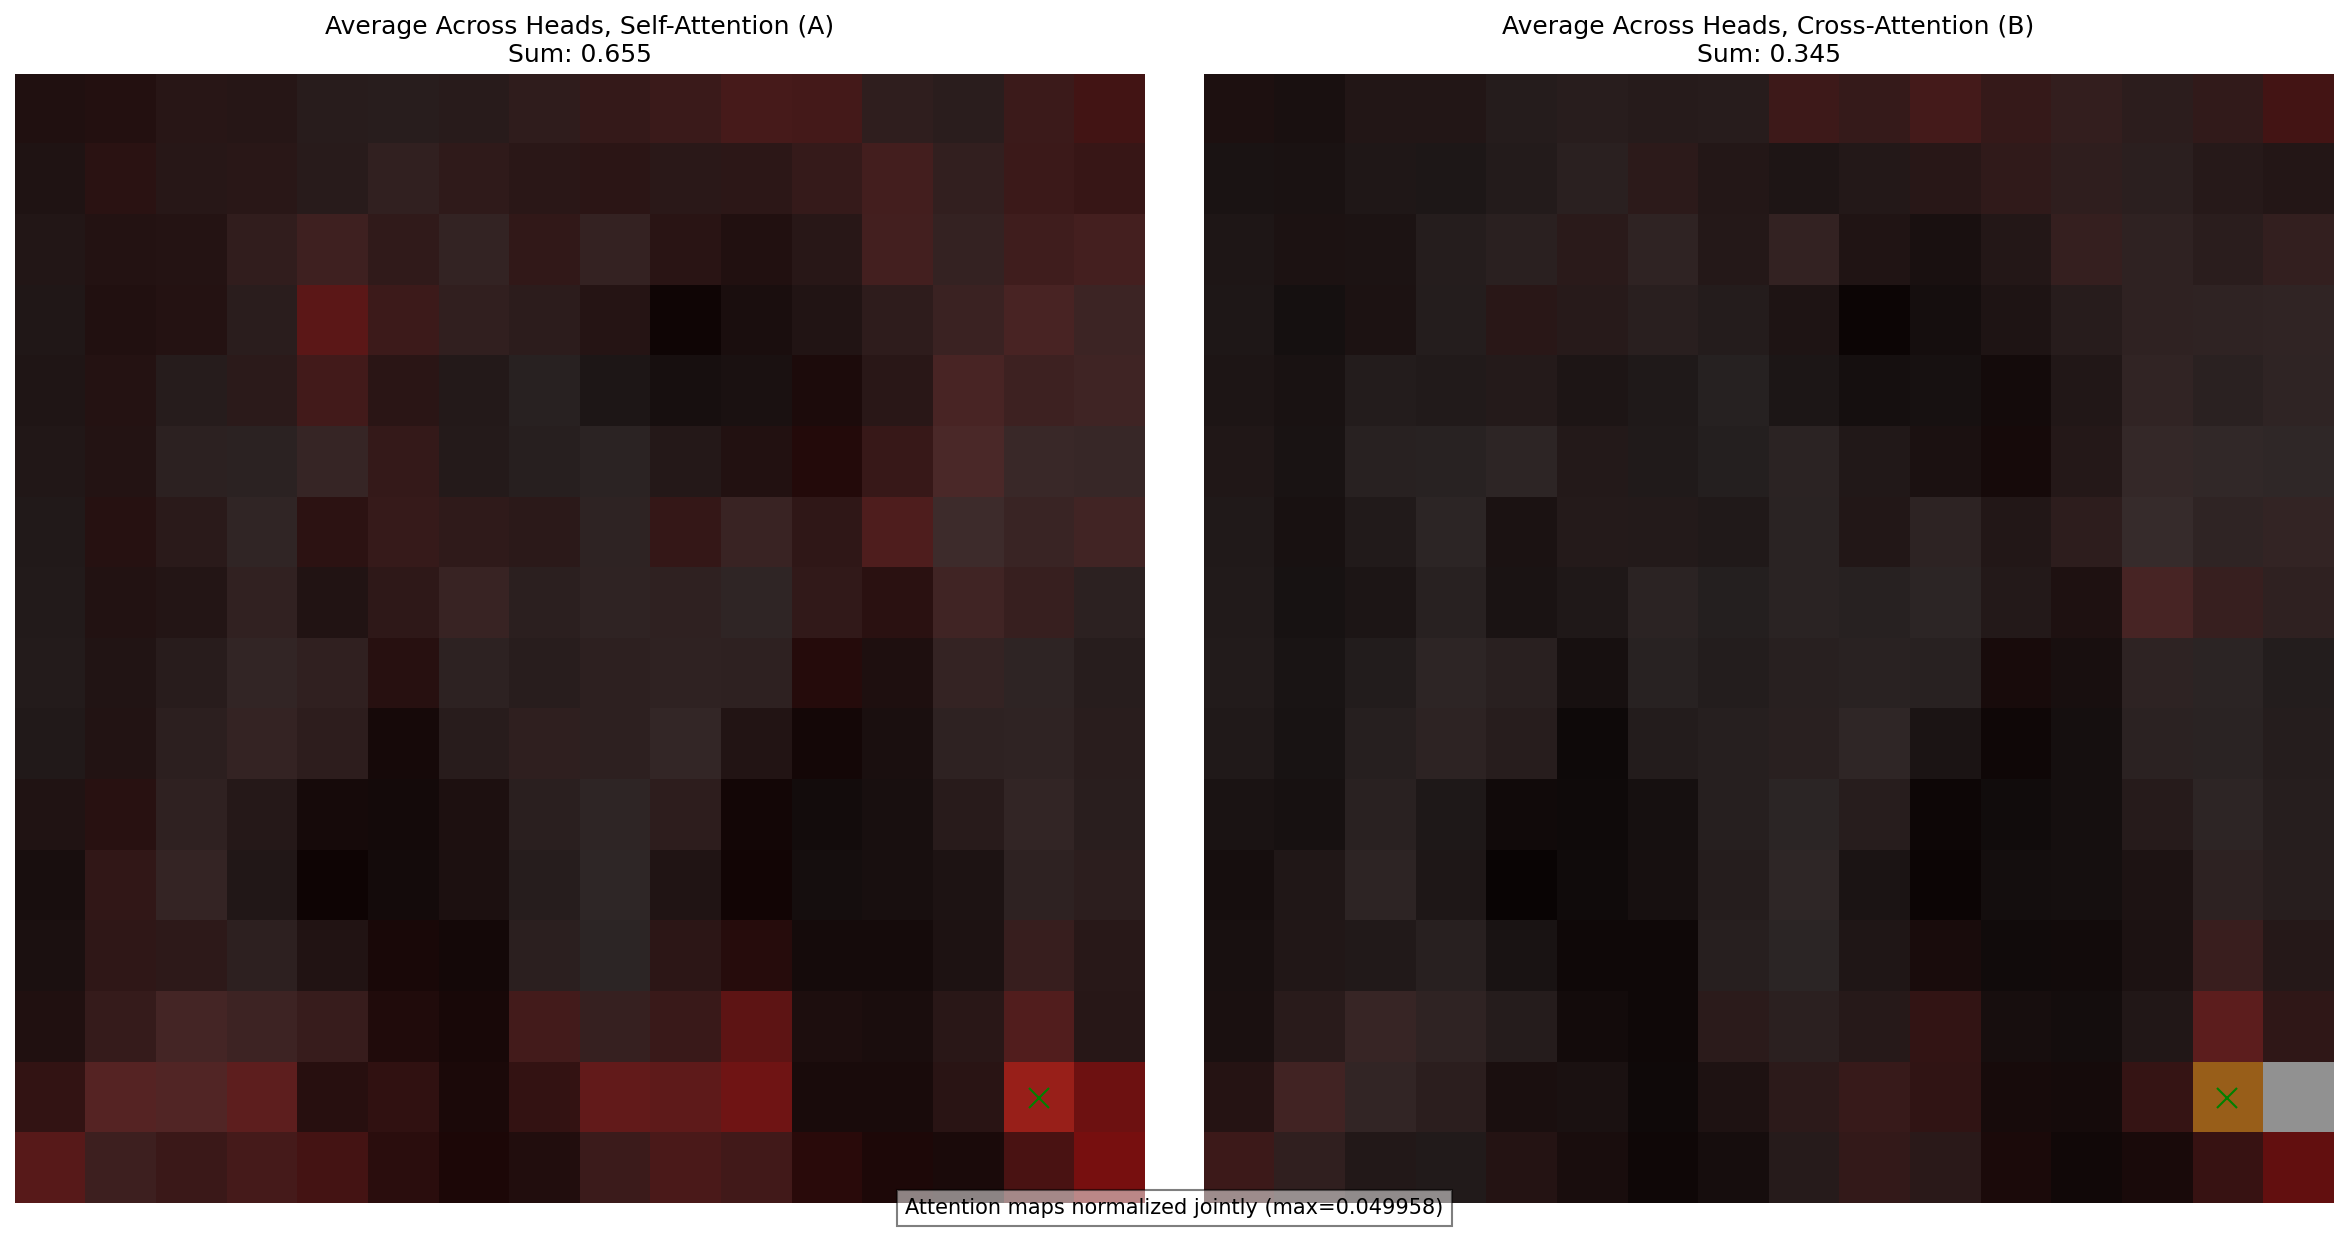 Average Across Heads, Self-Attention (A)
Sum: 0.655
Average Across Heads, Cross-Attention (B)
Sum: 0.345
Attention maps normalized jointly (max=0.049958)